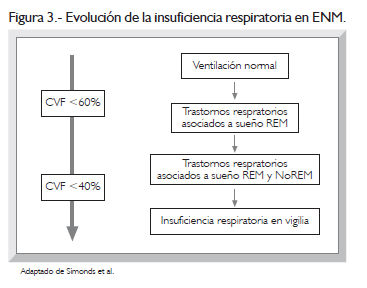 Figura 3.- Evolución de la insuficiencia respiratoria en ENM.
Ventilación normal
CVF <60%
Trastornos respratorios
asociados a sueño REM
Trastornos respiratorios
asociados a sueño REM y NoREM
CVF <40%
Insuficiencia respiratoria en vigilia
Adaptado de Simonds et al.